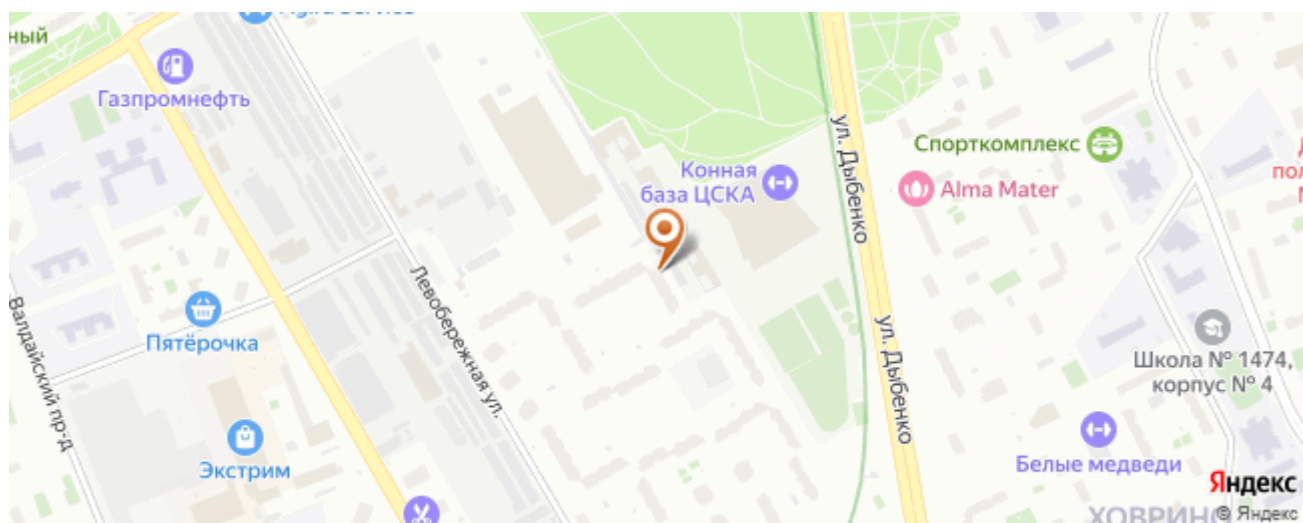 ный
Газпромнефть
Конная
база ЦСКА
ул. Дыбенко
Спорткомплекс
Alma Mater
Левобережная ул.
Валдайский пр-д
Пятёрочка
ул. Дыбенко
Школа № 1474,
корпус № 4
Экстрим
Белые медведи
Яндекс
ХОВРИНО
© Яндекс